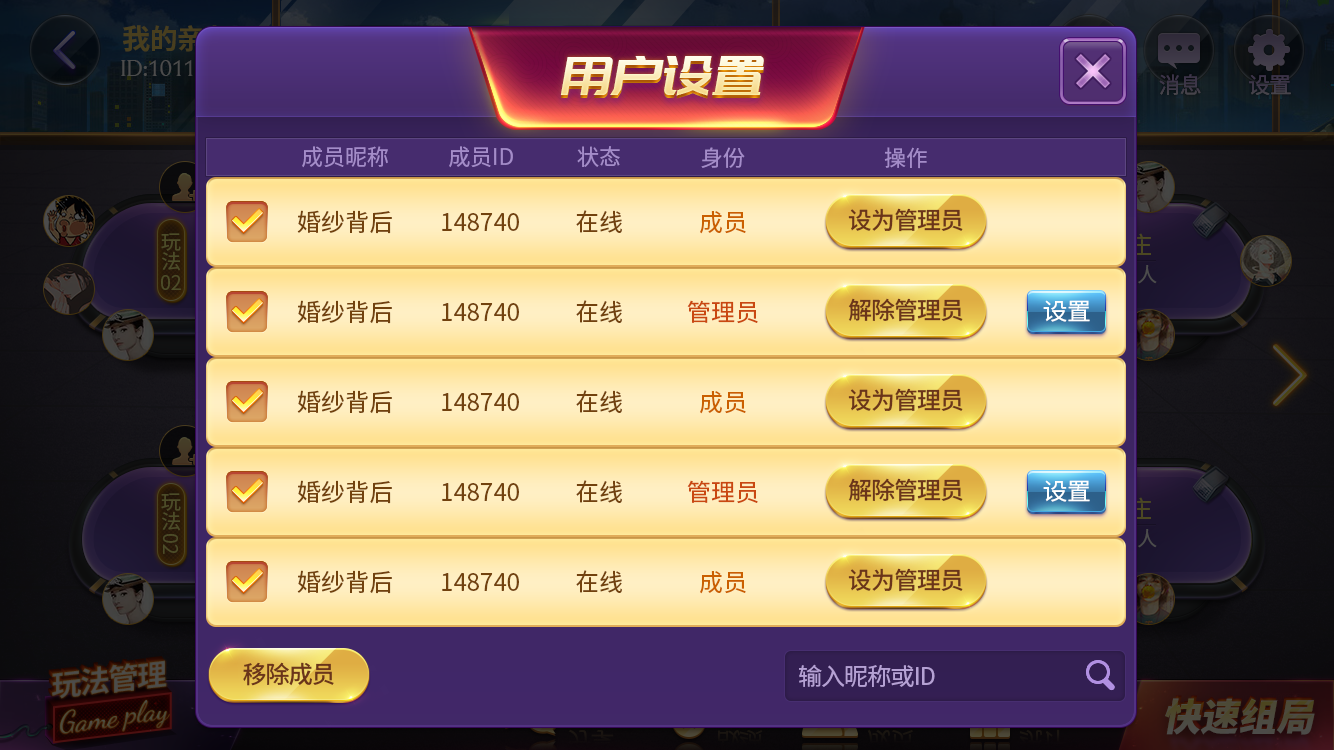 我的亲
ID:1011
用户设置
消息
设置
成员昵称 成员ID 状态 身份 操作
婚纱背后 148740 在线 成员 设为管理员
婚纱背后 148740 在线 管理员 解除管理员 设置
婚纱背后 148740 在线 成员 设为管理员
婚纱背后 148740 在线 管理员 解除管理员 设置
婚纱背后 148740 在线 成员 设为管理员
移除成员
输入昵称或ID
玩法02
玩法02
主
人
主
人
玩法管理
Game play
快速组局